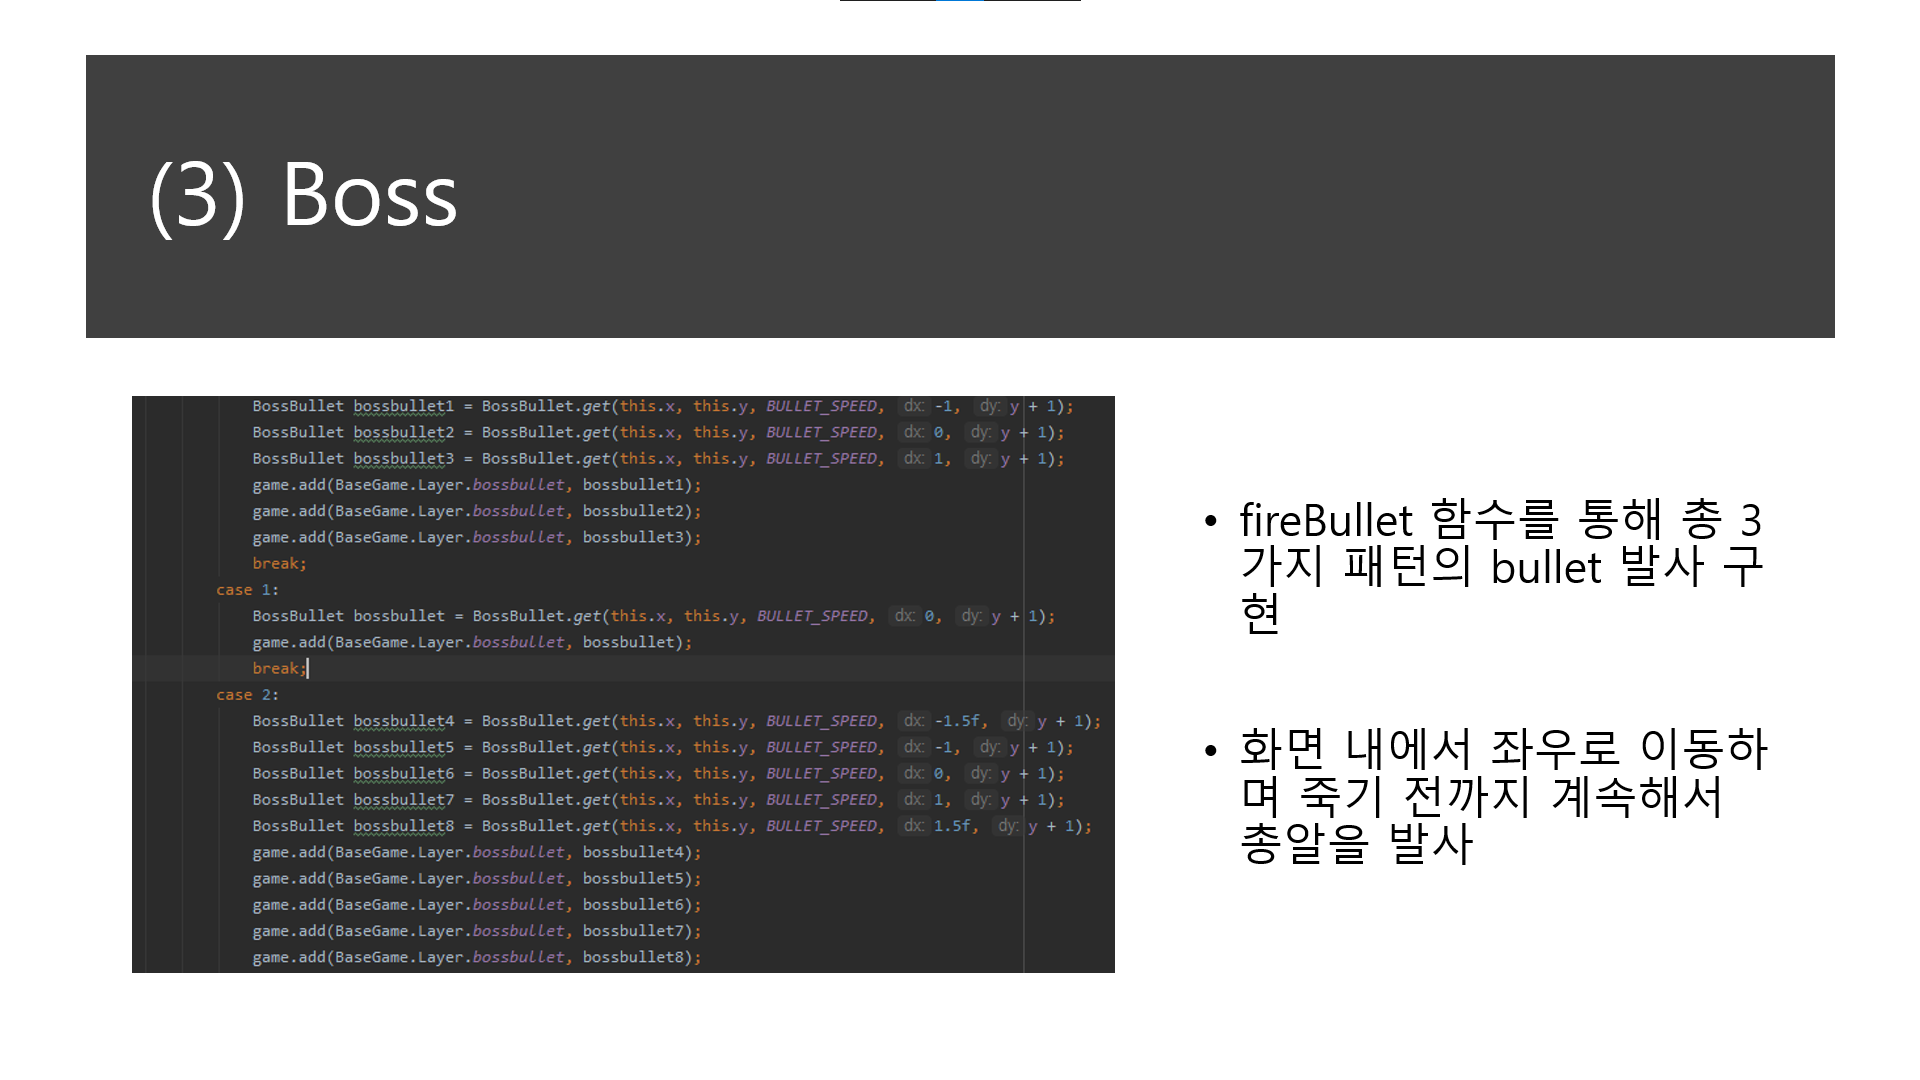 (3) Boss
BossBullet bossbullet1 = BossBullet.get(this.x, this.y, BULLET_SPEED, dx: -1, dy: y + 1);
BossBullet bossbullet2 = BossBullet.get(this.x, this.y, BULLET_SPEED, dx: 0, dy: y + 1);
BossBullet bossbullet3 = BossBullet.get(this.x, this.y, BULLET_SPEED, dx: 1, dy: y + 1);
game.add(BaseGame.Layer.bossbullet, bossbullet1);
game.add(BaseGame.Layer.bossbullet, bossbullet2);
game.add(BaseGame.Layer.bossbullet, bossbullet3);
break;
case 1:
BossBullet bossbullet = BossBullet.get(this.x, this.y, BULLET_SPEED, dx: 0, dy: y + 1);
game.add(BaseGame.Layer.bossbullet, bossbullet);
break;
case 2:
BossBullet bossbullet4 = BossBullet.get(this.x, this.y, BULLET_SPEED, dx: -1.5f, dy: y + 1);
BossBullet bossbullet5 = BossBullet.get(this.x, this.y, BULLET_SPEED, dx: -1, dy: y + 1);
BossBullet bossbullet6 = BossBullet.get(this.x, this.y, BULLET_SPEED, dx: 0, dy: y + 1);
BossBullet bossbullet7 = BossBullet.get(this.x, this.y, BULLET_SPEED, dx: 1, dy: y + 1);
BossBullet bossbullet8 = BossBullet.get(this.x, this.y, BULLET_SPEED, dx: 1.5f, dy: y + 1);
game.add(BaseGame.Layer.bossbullet, bossbullet4);
game.add(BaseGame.Layer.bossbullet, bossbullet5);
game.add(BaseGame.Layer.bossbullet, bossbullet6);
game.add(BaseGame.Layer.bossbullet, bossbullet7);
game.add(BaseGame.Layer.bossbullet, bossbullet8);
• fireBullet 함수를 통해 총 3
가지 패턴의 bullet 발사 구
현
• 화면 내에서 좌우로 이동하
며 죽기 전까지 계속해서
총알을 발사